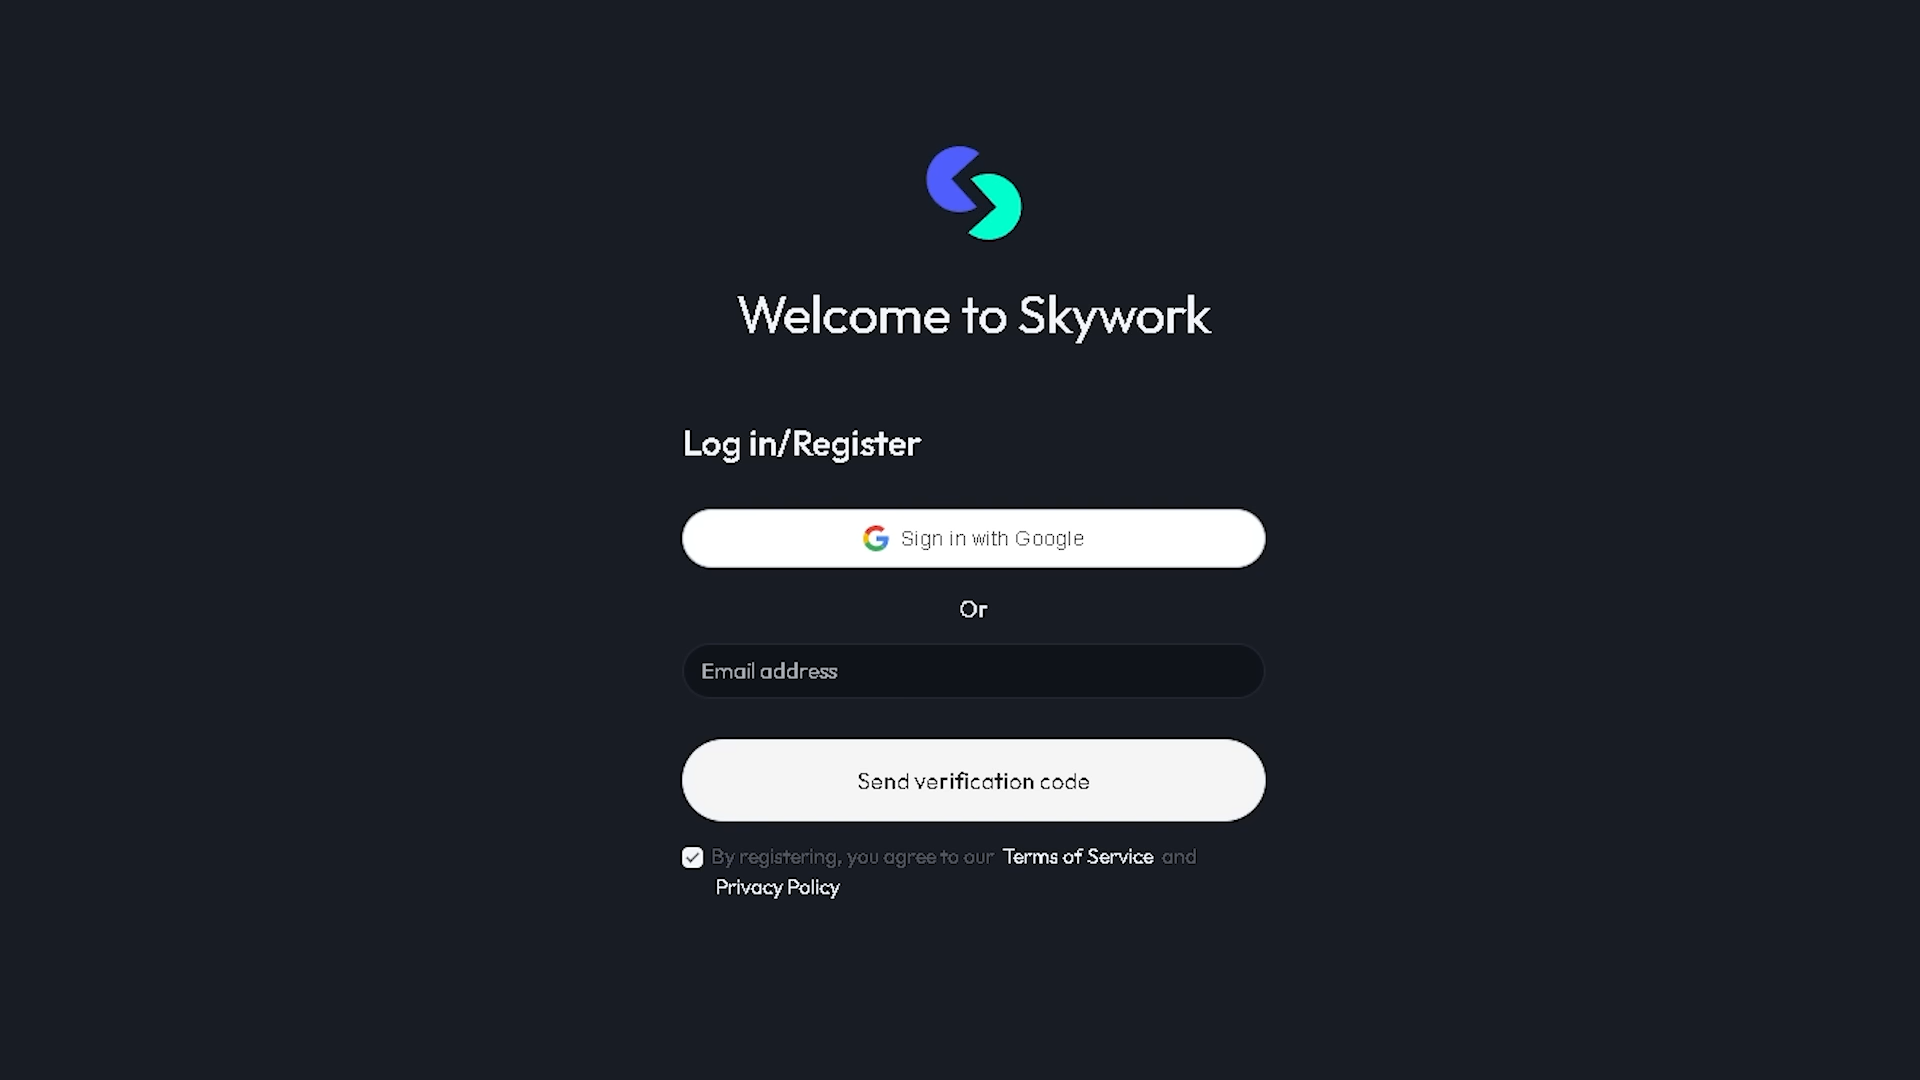 Welcome to Skywork
Log in/Register
Sign in with Google
Or
Email address
Send verification code
By registering, you agree to our Terms of Service and
Privacy Policy